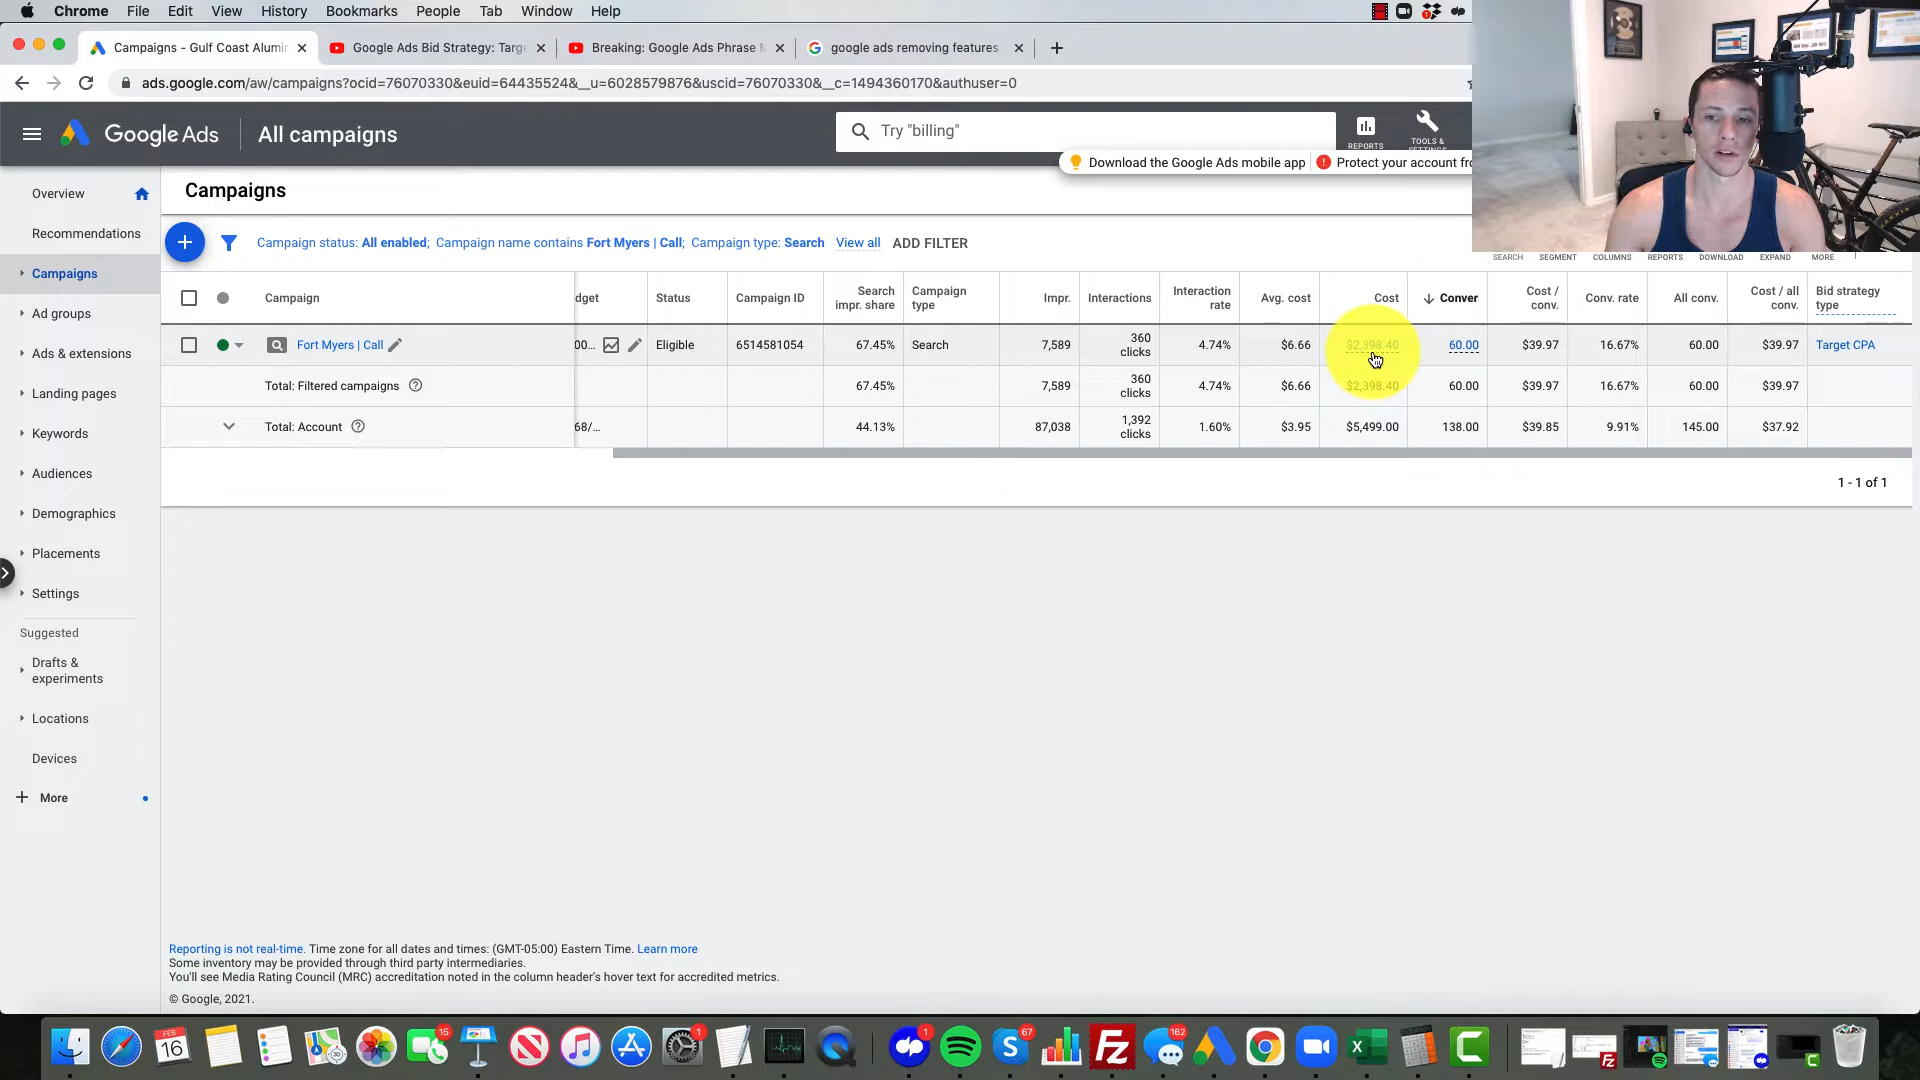 Chrome File Edit View History Bookmarks People Tab Window Help
Campaigns - Gulf Coast Alumin
Google Ads Bid Strategy: Targe
Breaking: Google Ads Phrase M
google ads removing features
ads.google.com/aw/campaigns?ocid=76070330&euid=64435524&__u=6028579876&uscid=76070330&__c=1494360170&authuser=0
Google Ads All campaigns
Try "billing"
REPORTS
TOOLS &
SETTINGS
Download the Google Ads mobile app
Protect your account fro
Overview
Recommendations
Campaigns
Ad groups
Ads & extensions
Landing pages
Keywords
Audiences
Demographics
Placements
Settings
Suggested
Drafts &
experiments
Locations
Devices
More
Campaigns
Campaign status: All enabled; Campaign name contains Fort Myers | Call; Campaign type: Search View all ADD FILTER
SEARCH SEGMENT COLUMNS REPORTS DOWNLOAD EXPAND MORE
Campaign dget Status Campaign ID Search impr. share Campaign type Impr. Interactions Interaction rate Avg. cost Cost Conver Cost / conv. Conv. rate All conv. Cost / all conv. Bid strategy type
Fort Myers | Call 00... Eligible 6514581054 67.45% Search 7,589 360 clicks 4.74% $6.66 $2,398.40 60.00 $39.97 16.67% 60.00 $39.97 Target CPA
Total: Filtered campaigns 67.45% 7,589 360 clicks 4.74% $6.66 $2,398.40 60.00 $39.97 16.67% 60.00 $39.97
Total: Account 68/... 44.13% 87,038 1,392 clicks 1.60% $3.95 $5,499.00 138.00 $39.85 9.91% 145.00 $37.92
1 - 1 of 1
Reporting is not real-time. Time zone for all dates and times: (GMT-05:00) Eastern Time. Learn more
Some inventory may be provided through third party intermediaries.
You'll see Media Rating Council (MRC) accreditation noted in the column header's hover text for accredited metrics.
© Google, 2021.
FEB
16
15
1
1
67
162